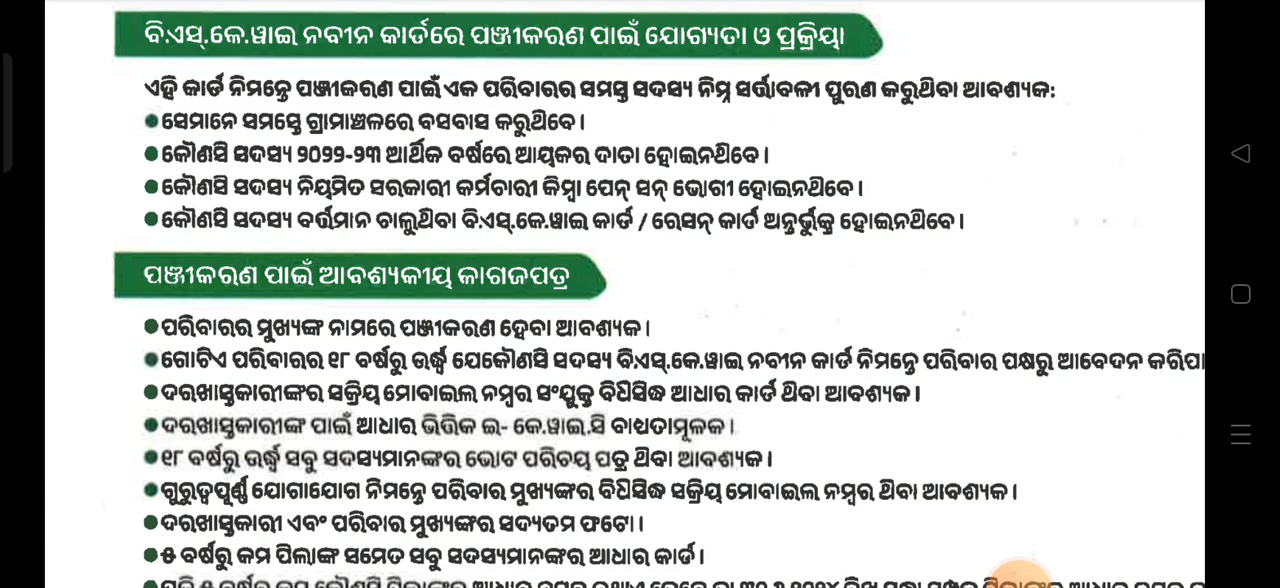 ବି.ଏସ୍.କେ.ୱାଇ ନବୀନ କାର୍ଡରେ ପଞ୍ଜୀକରଣ ପାଇଁ ଯୋଗ୍ୟତା ଓ ପ୍ରକ୍ରିୟା
ଏହି କାର୍ଡ ନିମନ୍ତେ ପଞ୍ଜୀକରଣ ପାଇଁ ଏକ ପରିବାରର ସମସ୍ତ ସଦସ୍ୟ ନିମ୍ନ ସର୍ତ୍ତାବଳୀ ପୁରଣ କରୁଥିବା ଆବଶ୍ୟକ:
●ସେମାନେ ସମସ୍ତେ ଗ୍ରାମାଞ୍ଚଳରେ ବସବାସ କରୁଥିବେ।
●କୌଣସି ସଦସ୍ୟ ୨୦୨୨-୨୩ ଆର୍ଥିକ ବର୍ଷରେ ଆୟକର ଦାତା ହୋଇନଥିବେ।
●କୌଣସି ସଦସ୍ୟ ନିୟମିତ ସରକାରୀ କର୍ମଚାରୀ କିମ୍ବା ପେନ୍ ସନ୍ ଭୋଗୀ ହୋଇନଥିବେ।
●କୌଣସି ସଦସ୍ୟ ବର୍ତ୍ତମାନ ଚାଲୁଥିବା ବି.ଏସ୍.କେ.ୱାଇ କାର୍ଡ / ରେସନ୍ କାର୍ଡ ଅନ୍ତର୍ଭୁକ୍ତ ହୋଇନଥିବେ।
ପଞ୍ଜୀକରଣ ପାଇଁ ଆବଶ୍ୟକୀୟ କାଗଜପତ୍ର
●ପରିବାରର ମୁଖ୍ୟଙ୍କ ନାମରେ ପଞ୍ଜୀକରଣ ହେବା ଆବଶ୍ୟକ।
●ଗୋଟିଏ ପରିବାରର ୧୮ ବର୍ଷରୁ ଉର୍ଦ୍ଧ୍ୱ ଯେକୌଣସି ସଦସ୍ୟ ବି.ଏସ୍.କେ.ୱାଇ ନବୀନ କାର୍ଡ ନିମନ୍ତେ ପରିବାର ପକ୍ଷରୁ ଆବେଦନ କରିପା
●ଦରଖାସ୍ତକାରୀଙ୍କର ସକ୍ରିୟ ମୋବାଇଲ ନମ୍ବର ସଂଯୁକ୍ତ ବିଧିସିଦ୍ଧ ଆଧାର କାର୍ଡ ଥିବା ଆବଶ୍ୟକ।
●ଦରଖାସ୍ତକାରୀଙ୍କ ପାଇଁ ଆଧାର ଭିତ୍ତିକ ଇ- କେ.ୱାଇ.ସି ବାଧ୍ୟତାମୂଳକ।
●୧୮ ବର୍ଷରୁ ଉର୍ଦ୍ଧ୍ୱ ସବୁ ସଦସ୍ୟମାନଙ୍କର ଭୋଟ ପରିଚୟ ପତ୍ର ଥିବା ଆବଶ୍ୟକ।
●ଗୁରୁତ୍ୱପୂର୍ଣ୍ଣ ଯୋଗାଯୋଗ ନିମନ୍ତେ ପରିବାର ମୁଖ୍ୟଙ୍କର ବିଧିସିଦ୍ଧ ସକ୍ରିୟ ମୋବାଇଲ ନମ୍ବର ଥିବା ଆବଶ୍ୟକ।
●ଦରଖାସ୍ତକାରୀ ଏବଂ ପରିବାର ମୁଖ୍ୟଙ୍କର ସଦ୍ୟତମ ଫଟୋ।
●୫ ବର୍ଷରୁ କମ ପିଲାଙ୍କ ସମେତ ସବୁ ସଦସ୍ୟମାନଙ୍କର ଆଧାର କାର୍ଡ।